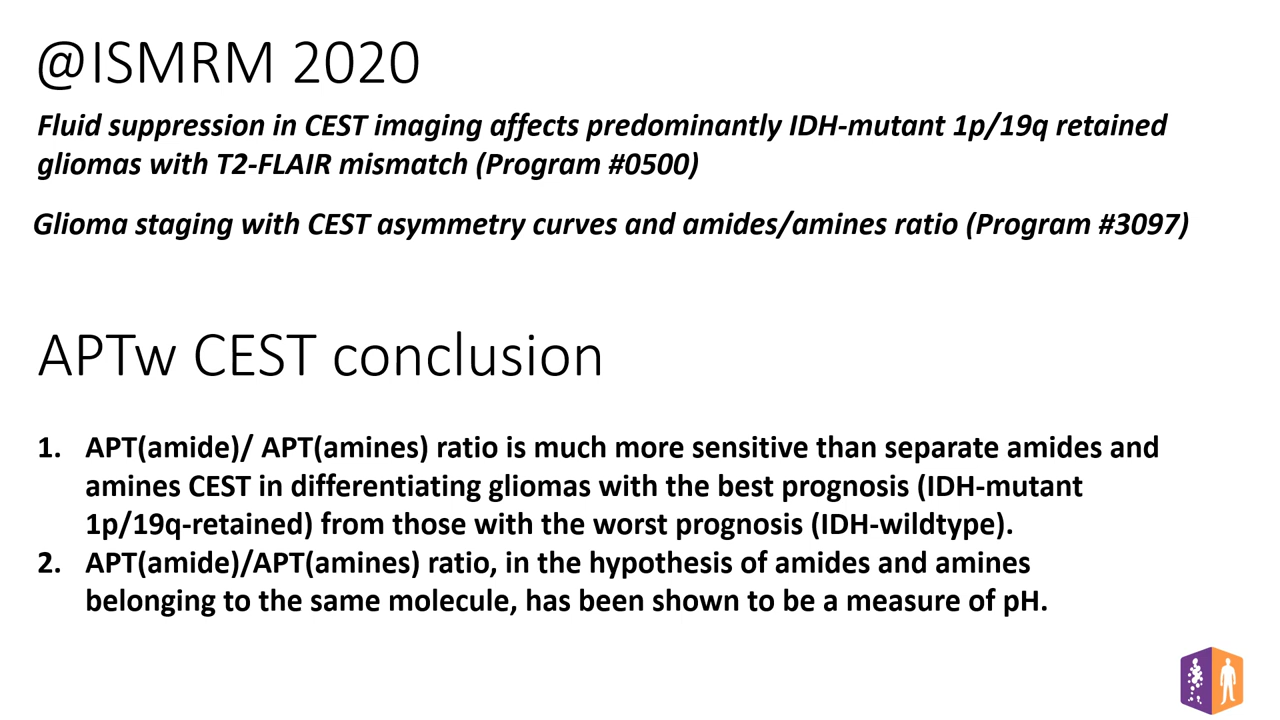 @ISMRM 2020
Fluid suppression in CEST imaging affects predominantly IDH-mutant 1p/19q retained
gliomas with T2-FLAIR mismatch (Program #0500)
Glioma staging with CEST asymmetry curves and amides/amines ratio (Program #3097)
APTw CEST conclusion
1. APT(amide)/ APT(amines) ratio is much more sensitive than separate amides and
amines CEST in differentiating gliomas with the best prognosis (IDH-mutant
1p/19q-retained) from those with the worst prognosis (IDH-wildtype).
2. APT(amide)/APT(amines) ratio, in the hypothesis of amides and amines
belonging to the same molecule, has been shown to be a measure of pH.